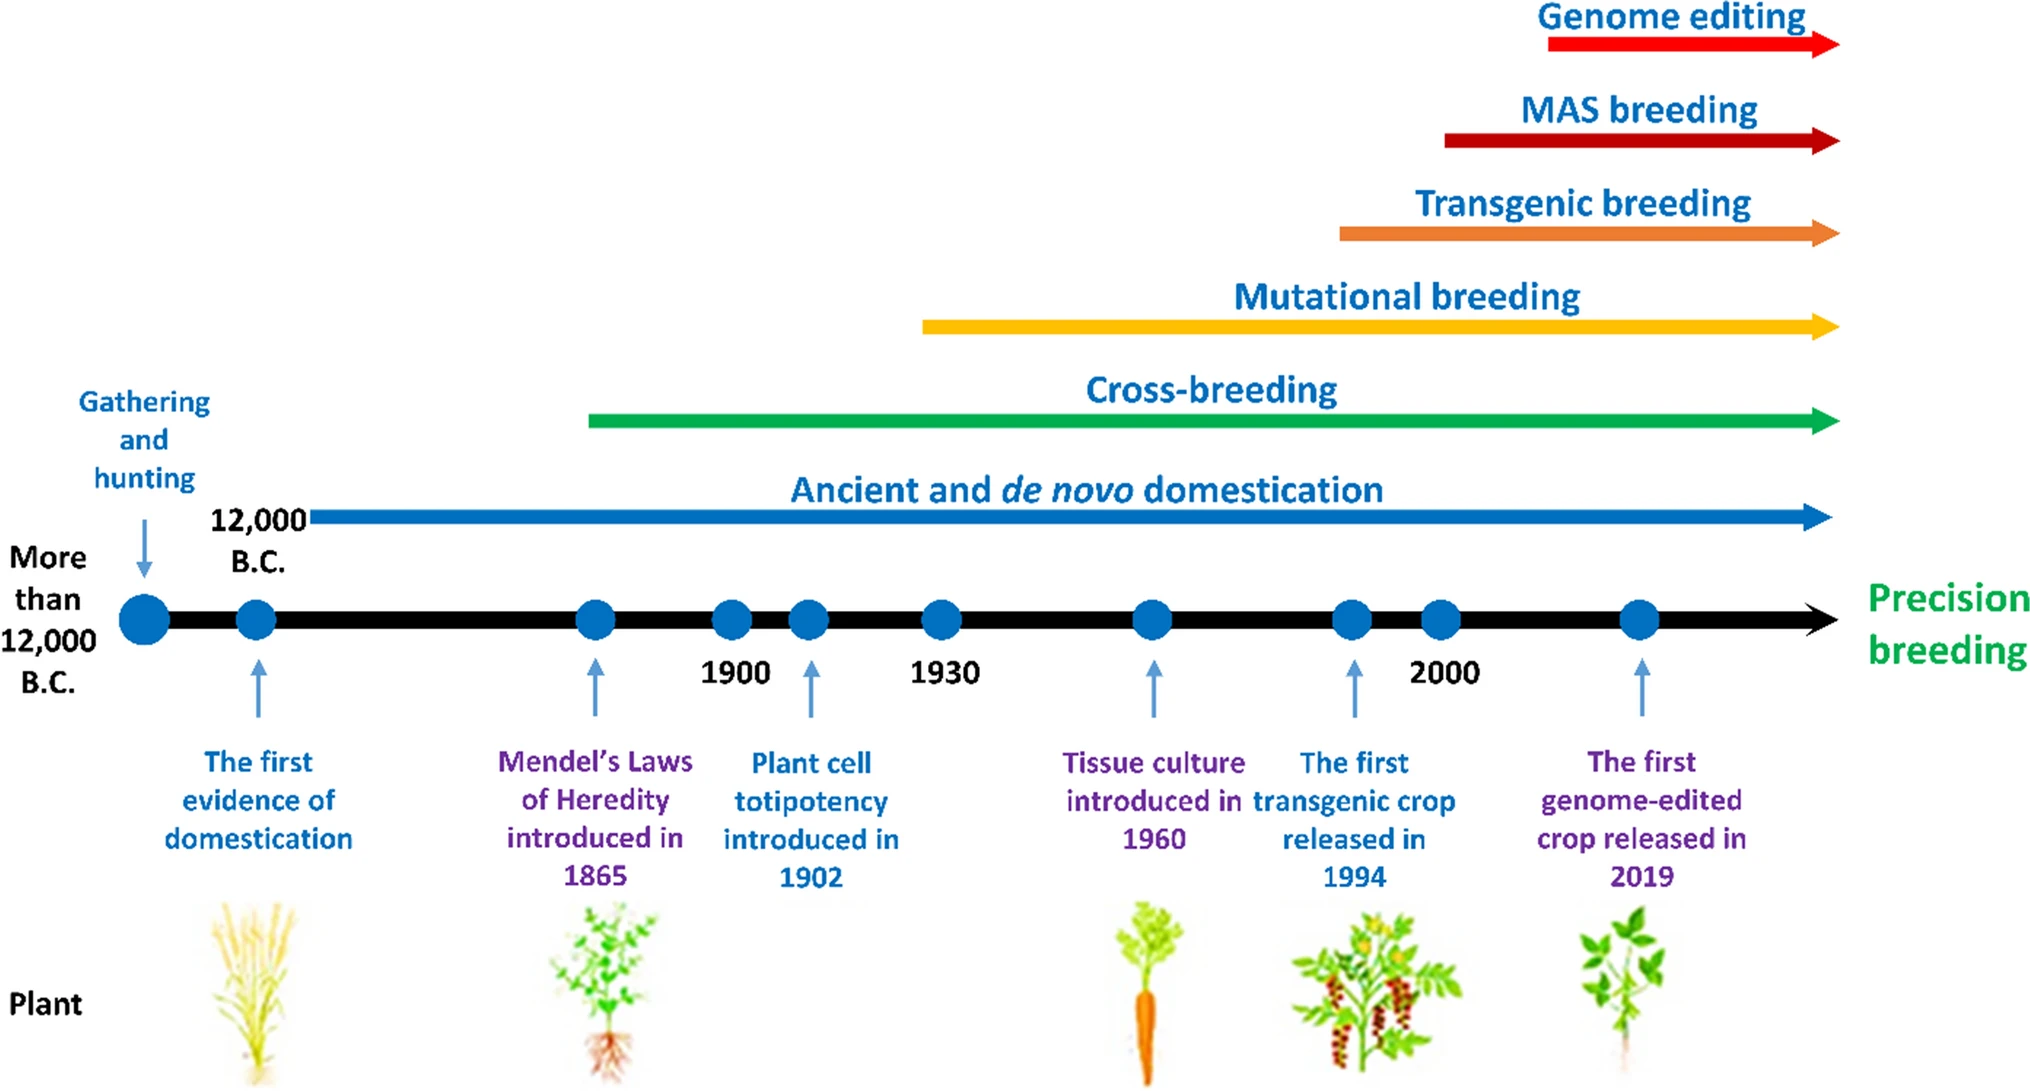 Genome editing
MAS breeding
Transgenic breeding
Mutational breeding
Cross-breeding
Gathering
and
hunting
Ancient and de novo domestication
12,000
B.C.
More
than
12,000
B.C.
Precision
breeding
1900
1930
2000
The first
evidence of
domestication
Mendel’s Laws
of Heredity
introduced in
1865
Plant cell
totipotency
introduced in
1902
Tissue culture
introduced in
1960
The first
transgenic crop
released in
1994
The first
genome-edited
crop released in
2019
Plant